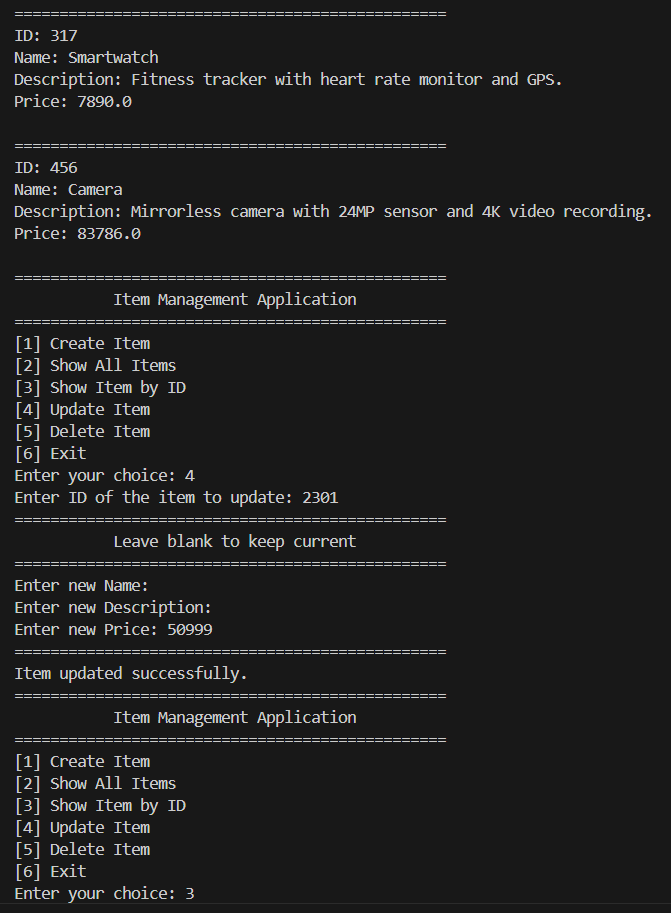 ================================================
ID: 317
Name: Smartwatch
Description: Fitness tracker with heart rate monitor and GPS.
Price: 7890.0
================================================
ID: 456
Name: Camera
Description: Mirrorless camera with 24MP sensor and 4K video recording.
Price: 83786.0
================================================
Item Management Application
================================================
[1] Create Item
[2] Show All Items
[3] Show Item by ID
[4] Update Item
[5] Delete Item
[6] Exit
Enter your choice: 4
Enter ID of the item to update: 2301
================================================
Leave blank to keep current
================================================
Enter new Name:
Enter new Description:
Enter new Price: 50999
================================================
Item updated successfully.
================================================
Item Management Application
================================================
[1] Create Item
[2] Show All Items
[3] Show Item by ID
[4] Update Item
[5] Delete Item
[6] Exit
Enter your choice: 3